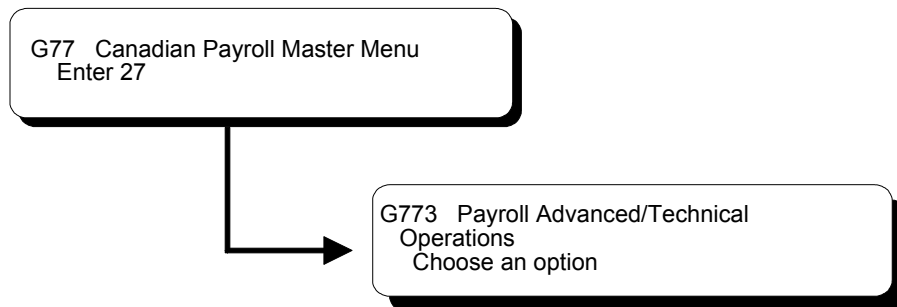 G77 Canadian Payroll Master Menu
Enter 27
G773 Payroll Advanced/Technical
Operations
Choose an option